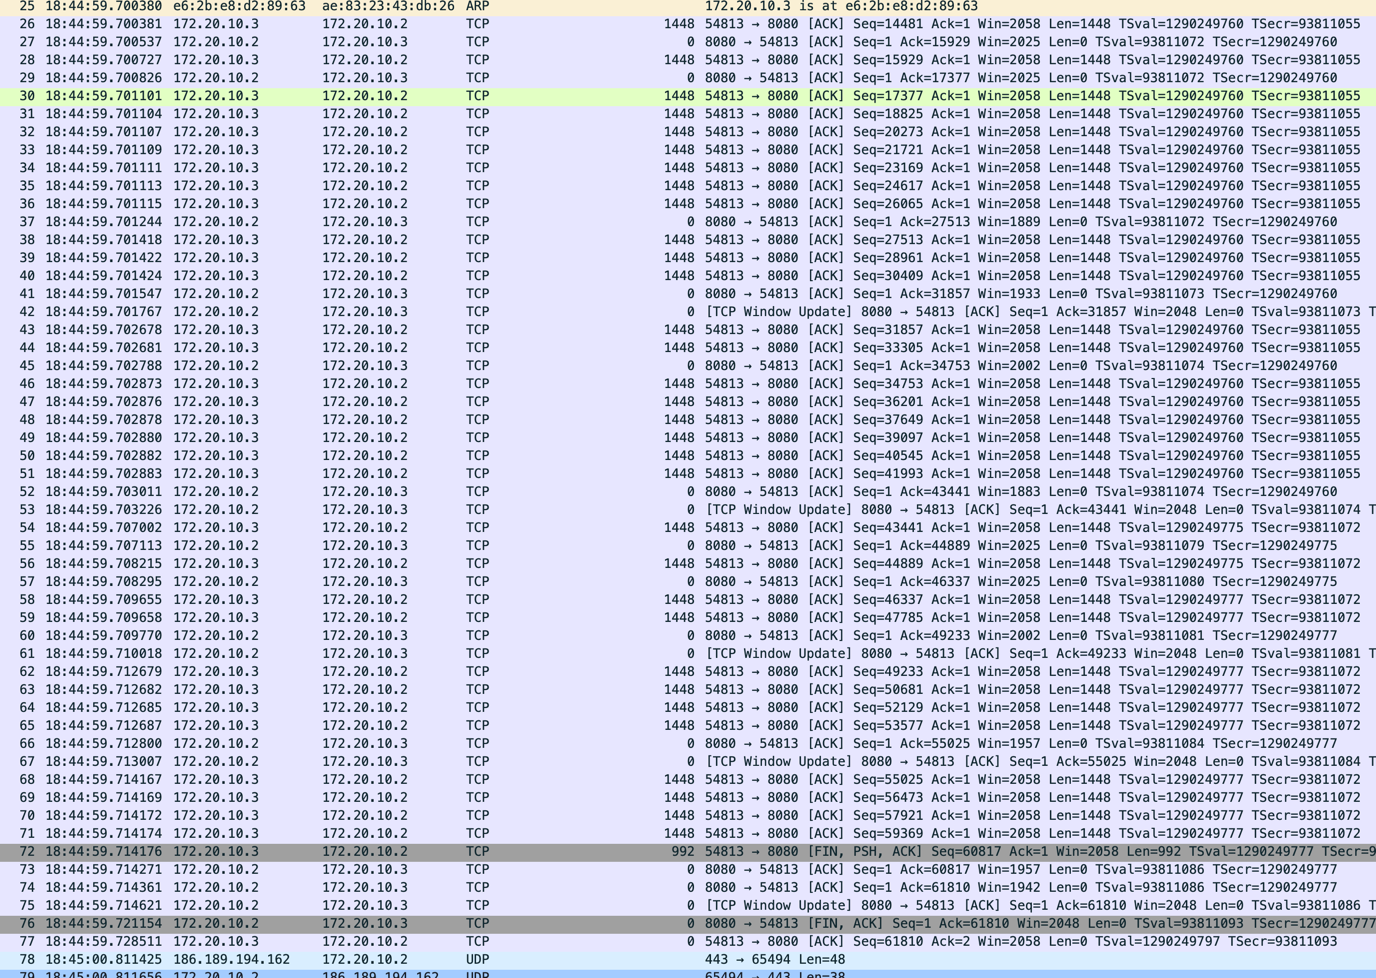 25 18:44:59.700380 e6:2b:e8:d2:89:63 ae:83:23:43:db:26 ARP 172.20.10.3 is at e6:2b:e8:d2:89:63
26 18:44:59.700381 172.20.10.3 172.20.10.2 TCP 1448 54813 → 8080 [ACK] Seq=14481 Ack=1 Win=2058 Len=1448 TSval=1290249760 TSecr=93811055
27 18:44:59.700537 172.20.10.2 172.20.10.3 TCP 0 8080 → 54813 [ACK] Seq=1 Ack=15929 Win=2025 Len=0 TSval=93811072 TSecr=1290249760
28 18:44:59.700727 172.20.10.3 172.20.10.2 TCP 1448 54813 → 8080 [ACK] Seq=15929 Ack=1 Win=2058 Len=1448 TSval=1290249760 TSecr=93811055
29 18:44:59.700826 172.20.10.2 172.20.10.3 TCP 0 8080 → 54813 [ACK] Seq=1 Ack=17377 Win=2025 Len=0 TSval=93811072 TSecr=1290249760
30 18:44:59.701101 172.20.10.3 172.20.10.2 TCP 1448 54813 → 8080 [ACK] Seq=17377 Ack=1 Win=2058 Len=1448 TSval=1290249760 TSecr=93811055
31 18:44:59.701104 172.20.10.3 172.20.10.2 TCP 1448 54813 → 8080 [ACK] Seq=18825 Ack=1 Win=2058 Len=1448 TSval=1290249760 TSecr=93811055
32 18:44:59.701107 172.20.10.3 172.20.10.2 TCP 1448 54813 → 8080 [ACK] Seq=20273 Ack=1 Win=2058 Len=1448 TSval=1290249760 TSecr=93811055
33 18:44:59.701109 172.20.10.3 172.20.10.2 TCP 1448 54813 → 8080 [ACK] Seq=21721 Ack=1 Win=2058 Len=1448 TSval=1290249760 TSecr=93811055
34 18:44:59.701111 172.20.10.3 172.20.10.2 TCP 1448 54813 → 8080 [ACK] Seq=23169 Ack=1 Win=2058 Len=1448 TSval=1290249760 TSecr=93811055
35 18:44:59.701113 172.20.10.3 172.20.10.2 TCP 1448 54813 → 8080 [ACK] Seq=24617 Ack=1 Win=2058 Len=1448 TSval=1290249760 TSecr=93811055
36 18:44:59.701115 172.20.10.3 172.20.10.2 TCP 1448 54813 → 8080 [ACK] Seq=26065 Ack=1 Win=2058 Len=1448 TSval=1290249760 TSecr=93811055
37 18:44:59.701244 172.20.10.2 172.20.10.3 TCP 0 8080 → 54813 [ACK] Seq=1 Ack=27513 Win=1889 Len=0 TSval=93811072 TSecr=1290249760
38 18:44:59.701418 172.20.10.3 172.20.10.2 TCP 1448 54813 → 8080 [ACK] Seq=27513 Ack=1 Win=2058 Len=1448 TSval=1290249760 TSecr=93811055
39 18:44:59.701422 172.20.10.3 172.20.10.2 TCP 1448 54813 → 8080 [ACK] Seq=28961 Ack=1 Win=2058 Len=1448 TSval=1290249760 TSecr=93811055
40 18:44:59.701424 172.20.10.3 172.20.10.2 TCP 1448 54813 → 8080 [ACK] Seq=30409 Ack=1 Win=2058 Len=1448 TSval=1290249760 TSecr=93811055
41 18:44:59.701547 172.20.10.2 172.20.10.3 TCP 0 8080 → 54813 [ACK] Seq=1 Ack=31857 Win=1933 Len=0 TSval=93811073 TSecr=1290249760
42 18:44:59.701767 172.20.10.2 172.20.10.3 TCP 0 [TCP Window Update] 8080 → 54813 [ACK] Seq=1 Ack=31857 Win=2048 Len=0 TSval=93811073 T
43 18:44:59.702678 172.20.10.3 172.20.10.2 TCP 1448 54813 → 8080 [ACK] Seq=31857 Ack=1 Win=2058 Len=1448 TSval=1290249760 TSecr=93811055
44 18:44:59.702681 172.20.10.3 172.20.10.2 TCP 1448 54813 → 8080 [ACK] Seq=33305 Ack=1 Win=2058 Len=1448 TSval=1290249760 TSecr=93811055
45 18:44:59.702788 172.20.10.2 172.20.10.3 TCP 0 8080 → 54813 [ACK] Seq=1 Ack=34753 Win=2002 Len=0 TSval=93811074 TSecr=1290249760
46 18:44:59.702873 172.20.10.3 172.20.10.2 TCP 1448 54813 → 8080 [ACK] Seq=34753 Ack=1 Win=2058 Len=1448 TSval=1290249760 TSecr=93811055
47 18:44:59.702876 172.20.10.3 172.20.10.2 TCP 1448 54813 → 8080 [ACK] Seq=36201 Ack=1 Win=2058 Len=1448 TSval=1290249760 TSecr=93811055
48 18:44:59.702878 172.20.10.3 172.20.10.2 TCP 1448 54813 → 8080 [ACK] Seq=37649 Ack=1 Win=2058 Len=1448 TSval=1290249760 TSecr=93811055
49 18:44:59.702880 172.20.10.3 172.20.10.2 TCP 1448 54813 → 8080 [ACK] Seq=39097 Ack=1 Win=2058 Len=1448 TSval=1290249760 TSecr=93811055
50 18:44:59.702882 172.20.10.3 172.20.10.2 TCP 1448 54813 → 8080 [ACK] Seq=40545 Ack=1 Win=2058 Len=1448 TSval=1290249760 TSecr=93811055
51 18:44:59.702883 172.20.10.3 172.20.10.2 TCP 1448 54813 → 8080 [ACK] Seq=41993 Ack=1 Win=2058 Len=1448 TSval=1290249760 TSecr=93811055
52 18:44:59.703011 172.20.10.2 172.20.10.3 TCP 0 8080 → 54813 [ACK] Seq=1 Ack=43441 Win=1883 Len=0 TSval=93811074 TSecr=1290249760
53 18:44:59.703226 172.20.10.2 172.20.10.3 TCP 0 [TCP Window Update] 8080 → 54813 [ACK] Seq=1 Ack=43441 Win=2048 Len=0 TSval=93811074 T
54 18:44:59.707002 172.20.10.3 172.20.10.2 TCP 1448 54813 → 8080 [ACK] Seq=43441 Ack=1 Win=2058 Len=1448 TSval=1290249775 TSecr=93811072
55 18:44:59.707113 172.20.10.2 172.20.10.3 TCP 0 8080 → 54813 [ACK] Seq=1 Ack=44889 Win=2025 Len=0 TSval=93811079 TSecr=1290249775
56 18:44:59.708215 172.20.10.3 172.20.10.2 TCP 1448 54813 → 8080 [ACK] Seq=44889 Ack=1 Win=2058 Len=1448 TSval=1290249775 TSecr=93811072
57 18:44:59.708295 172.20.10.2 172.20.10.3 TCP 0 8080 → 54813 [ACK] Seq=1 Ack=46337 Win=2025 Len=0 TSval=93811080 TSecr=1290249775
58 18:44:59.709655 172.20.10.3 172.20.10.2 TCP 1448 54813 → 8080 [ACK] Seq=46337 Ack=1 Win=2058 Len=1448 TSval=1290249777 TSecr=93811072
59 18:44:59.709658 172.20.10.3 172.20.10.2 TCP 1448 54813 → 8080 [ACK] Seq=47785 Ack=1 Win=2058 Len=1448 TSval=1290249777 TSecr=93811072
60 18:44:59.709770 172.20.10.2 172.20.10.3 TCP 0 8080 → 54813 [ACK] Seq=1 Ack=49233 Win=2002 Len=0 TSval=93811081 TSecr=1290249777
61 18:44:59.710018 172.20.10.2 172.20.10.3 TCP 0 [TCP Window Update] 8080 → 54813 [ACK] Seq=1 Ack=49233 Win=2048 Len=0 TSval=93811081 T
62 18:44:59.712679 172.20.10.3 172.20.10.2 TCP 1448 54813 → 8080 [ACK] Seq=49233 Ack=1 Win=2058 Len=1448 TSval=1290249777 TSecr=93811072
63 18:44:59.712682 172.20.10.3 172.20.10.2 TCP 1448 54813 → 8080 [ACK] Seq=50681 Ack=1 Win=2058 Len=1448 TSval=1290249777 TSecr=93811072
64 18:44:59.712685 172.20.10.3 172.20.10.2 TCP 1448 54813 → 8080 [ACK] Seq=52129 Ack=1 Win=2058 Len=1448 TSval=1290249777 TSecr=93811072
65 18:44:59.712687 172.20.10.3 172.20.10.2 TCP 1448 54813 → 8080 [ACK] Seq=53577 Ack=1 Win=2058 Len=1448 TSval=1290249777 TSecr=93811072
66 18:44:59.712800 172.20.10.2 172.20.10.3 TCP 0 8080 → 54813 [ACK] Seq=1 Ack=55025 Win=1957 Len=0 TSval=93811084 TSecr=1290249777
67 18:44:59.713007 172.20.10.2 172.20.10.3 TCP 0 [TCP Window Update] 8080 → 54813 [ACK] Seq=1 Ack=55025 Win=2048 Len=0 TSval=93811084 T
68 18:44:59.714167 172.20.10.3 172.20.10.2 TCP 1448 54813 → 8080 [ACK] Seq=55025 Ack=1 Win=2058 Len=1448 TSval=1290249777 TSecr=93811072
69 18:44:59.714169 172.20.10.3 172.20.10.2 TCP 1448 54813 → 8080 [ACK] Seq=56473 Ack=1 Win=2058 Len=1448 TSval=1290249777 TSecr=93811072
70 18:44:59.714172 172.20.10.3 172.20.10.2 TCP 1448 54813 → 8080 [ACK] Seq=57921 Ack=1 Win=2058 Len=1448 TSval=1290249777 TSecr=93811072
71 18:44:59.714174 172.20.10.3 172.20.10.2 TCP 1448 54813 → 8080 [ACK] Seq=59369 Ack=1 Win=2058 Len=1448 TSval=1290249777 TSecr=93811072
72 18:44:59.714176 172.20.10.3 172.20.10.2 TCP 992 54813 → 8080 [FIN, PSH, ACK] Seq=60817 Ack=1 Win=2058 Len=992 TSval=1290249777 TSecr=9
73 18:44:59.714271 172.20.10.2 172.20.10.3 TCP 0 8080 → 54813 [ACK] Seq=1 Ack=60817 Win=1957 Len=0 TSval=93811086 TSecr=1290249777
74 18:44:59.714361 172.20.10.2 172.20.10.3 TCP 0 8080 → 54813 [ACK] Seq=1 Ack=61810 Win=1942 Len=0 TSval=93811086 TSecr=1290249777
75 18:44:59.714621 172.20.10.2 172.20.10.3 TCP 0 [TCP Window Update] 8080 → 54813 [ACK] Seq=1 Ack=61810 Win=2048 Len=0 TSval=93811086 T
76 18:44:59.721154 172.20.10.2 172.20.10.3 TCP 0 8080 → 54813 [FIN, ACK] Seq=1 Ack=61810 Win=2048 Len=0 TSval=93811093 TSecr=1290249777
77 18:44:59.728511 172.20.10.3 172.20.10.2 TCP 0 54813 → 8080 [ACK] Seq=61810 Ack=2 Win=2058 Len=0 TSval=1290249797 TSecr=93811093
78 18:45:00.811425 186.189.194.162 172.20.10.2 UDP 443 → 65494 Len=48
79 18:45:00.811656 172.20.10.2 186.189.194.162 UDP 65494 → 443 Len=38